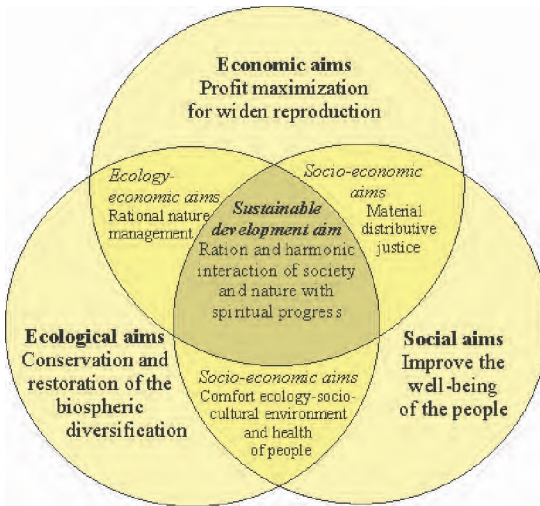 Economic aims
Profit maximization
for widen reproduction
Ecology-
economic aims
Rational nature
management
Socio-economic
aims
Material
distributive
justice
Sustainable
development aim
Ration and harmonic
interaction of society
and nature with
spiritual progress
Ecological aims
Conservation and
restoration of the
biospheric
diversification
Social aims
Improve the
well-being
of the people
Socio-economic aims
Comfort ecology-socio-
cultural environment
and health
of people